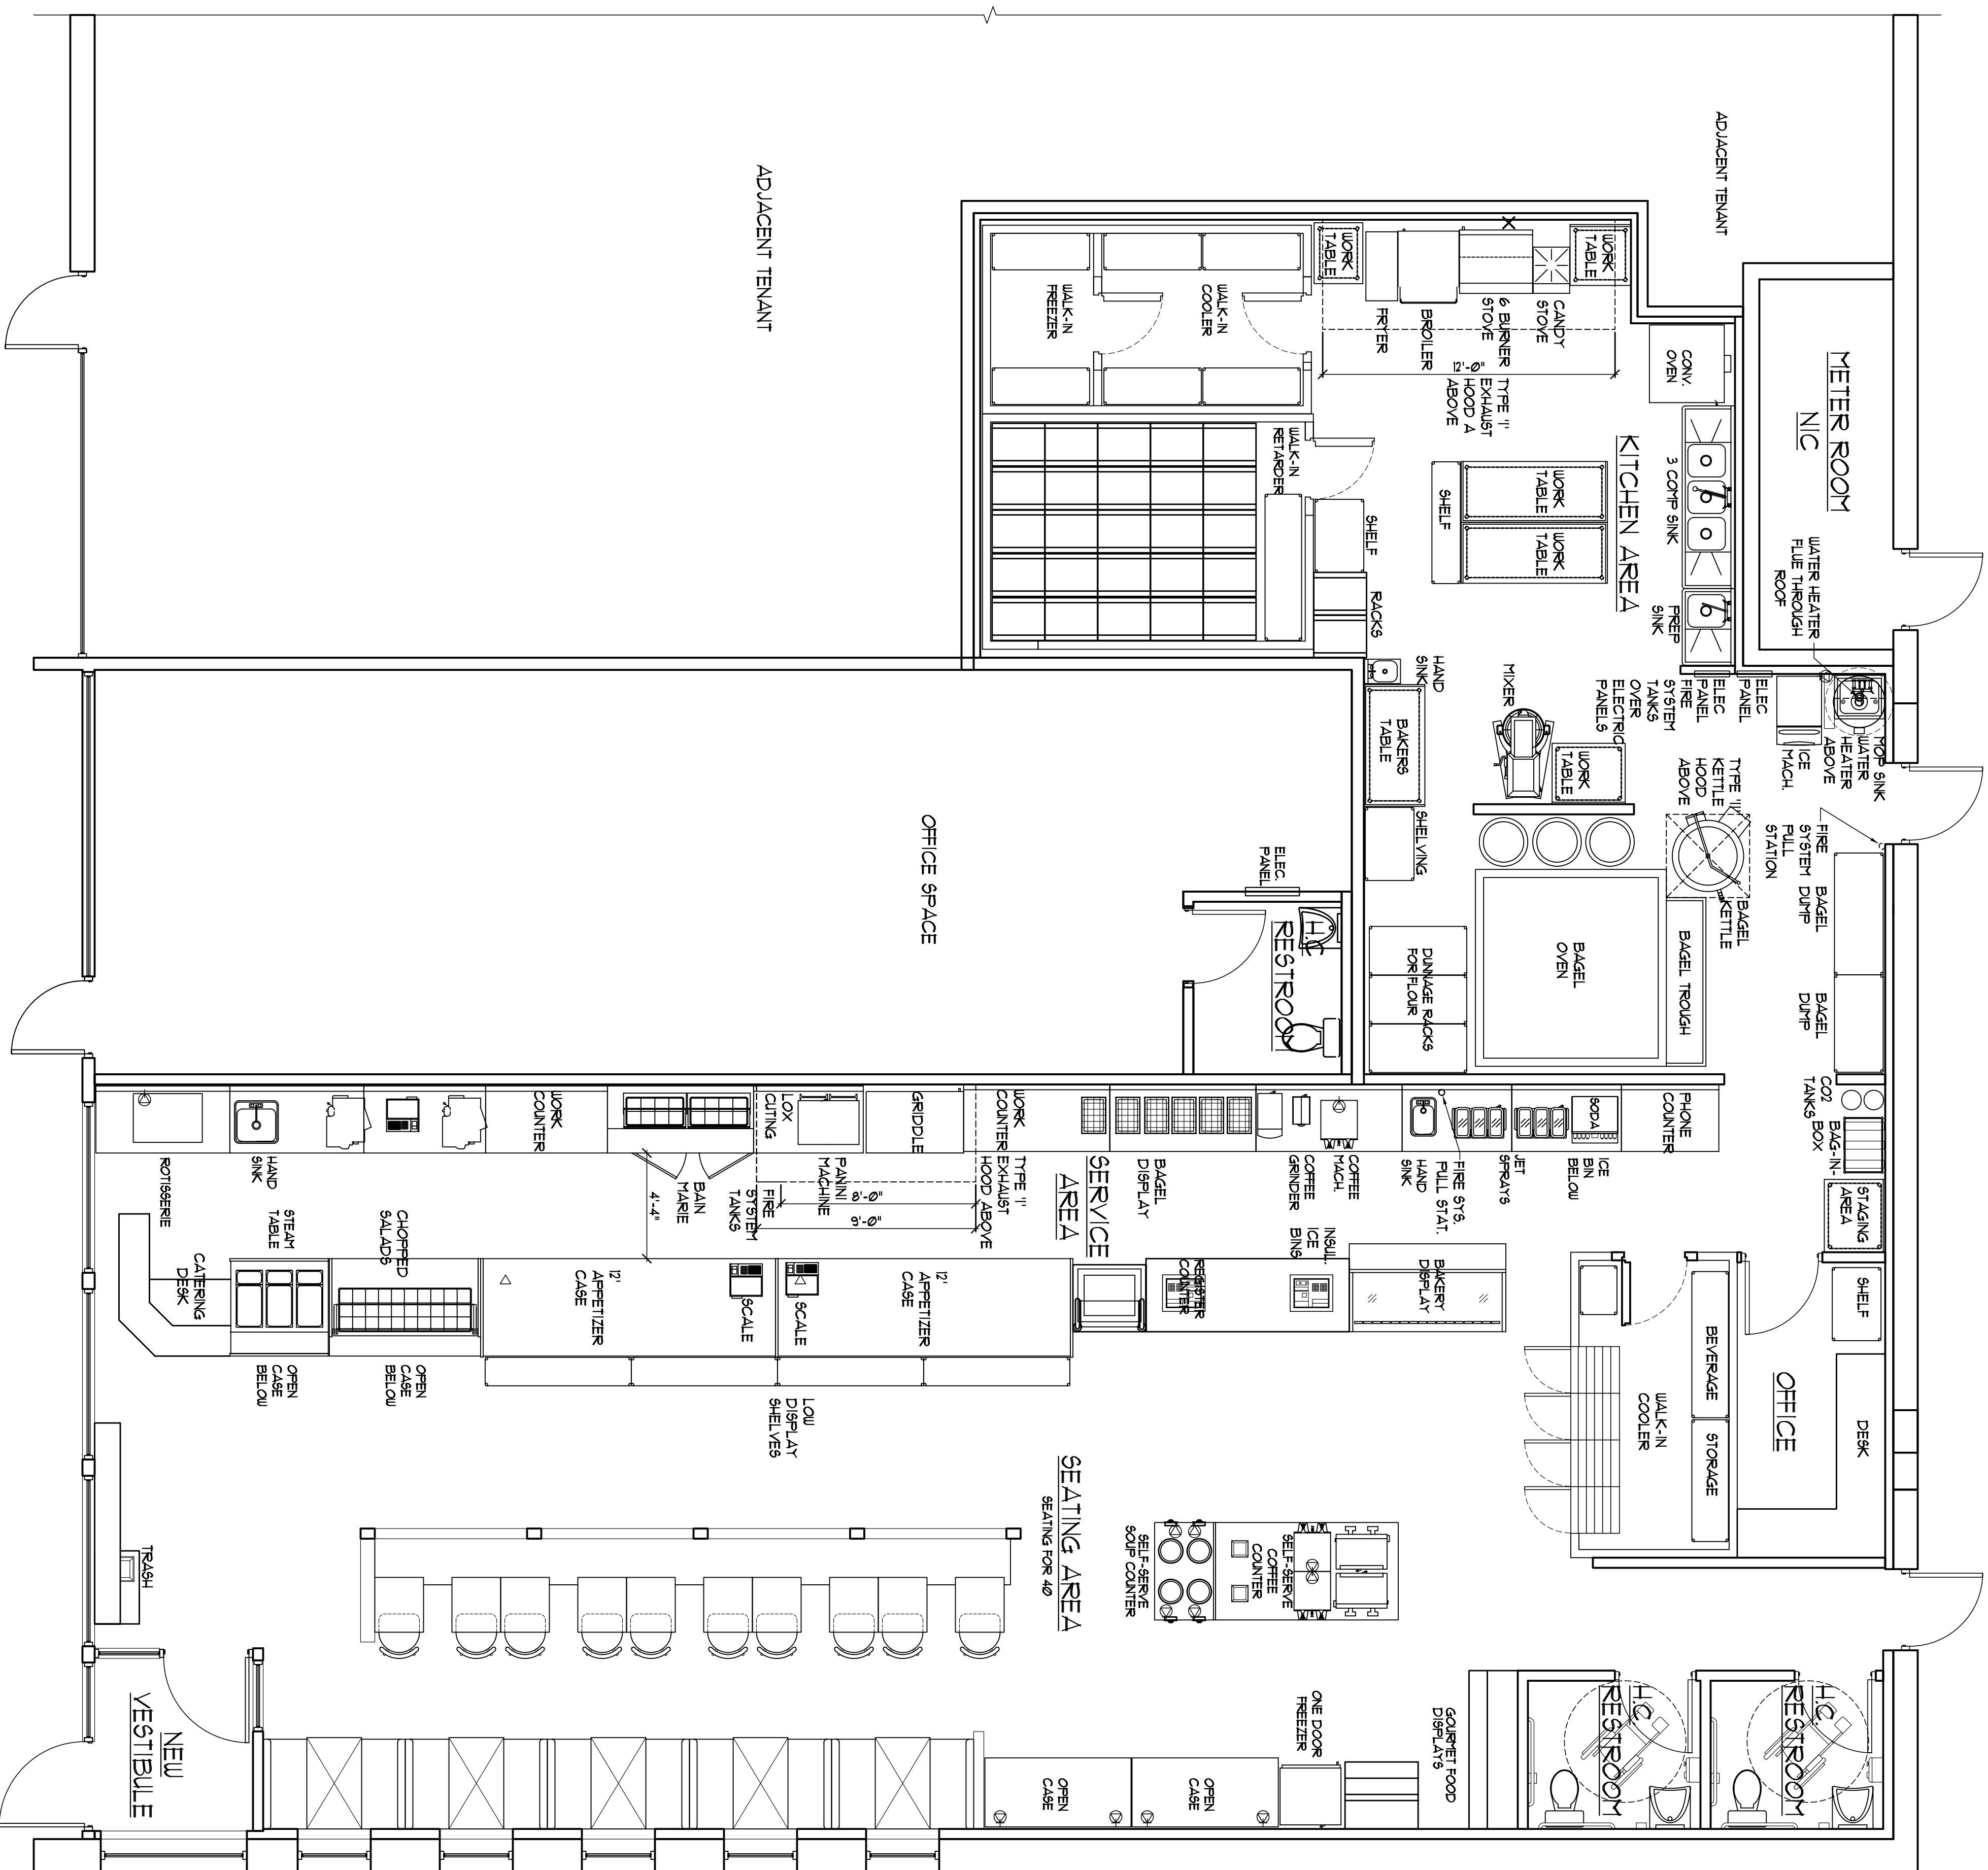 ADJACENT TENANT
ADJACENT TENANT
METER ROOM
NIC
WATER HEATER
FLUE THROUGH
ROOF
WORK
TABLE
CANDY
STOVE
6 BURNER
STOVE
BROILER
FRYER
WORK
TABLE
12'-0"
TYPE 'I'
EXHAUST
HOOD A
ABOVE
CONV.
OVEN
WALK-IN
COOLER
WALK-IN
FREEZER
WALK-IN
RETARDER
KITCHEN AREA
3 COMP SINK
PREP
SINK
WORK
TABLE
WORK
TABLE
SHELF
SHELF
RACKS
HAND
SINK
BAKERS
TABLE
SHELVING
MIXER
WORK
TABLE
ELEC
PANEL
ELEC
PANEL
FIRE
SYSTEM
TANKS
OVER
ELECTRIC
PANELS
MOP SINK
WATER
HEATER
ABOVE
ICE
MACH.
TYPE 'II'
KETTLE
HOOD
ABOVE
FIRE
SYSTEM
PULL
STATION
BAGEL
KETTLE
BAGEL
DUMP
BAGEL
DUMP
BAGEL TROUGH
BAGEL
OVEN
DUNNAGE RACKS
FOR FLOUR
CO2
TANKS
BAG-IN-
BOX
STAGING
AREA
OFFICE SPACE
ELEC.
PANEL
H.C.
RESTROOM
PHONE
COUNTER
SODA
ICE
BIN
BELOW
JET
SPRAYS
FIRE SYS.
PULL STAT.
HAND
SINK
COFFEE
MACH.
COFFEE
GRINDER
BAGEL
DISPLAY
SERVICE
AREA
WORK
COUNTER
TYPE 'I'
EXHAUST
HOOD ABOVE
GRIDDLE
PANINI
MACHINE
8'-0"
9'-0"
LOX
CUTING
FIRE
SYSTEM
TANKS
BAIN
MARIE
4'-4"
WORK
COUNTER
HAND
SINK
ROTISSERIE
CATERING
DESK
STEAM
TABLE
CHOPPED
SALADS
12'
APPETIZER
CASE
SCALE
SCALE
12'
APPETIZER
CASE
REGISTER
COUNTER
INSUL.
ICE
BINS
BAKERY
DISPLAY
SHELF
OFFICE
DESK
BEVERAGE
STORAGE
WALK-IN
COOLER
OPEN
CASE
BELOW
OPEN
CASE
BELOW
LOW
DISPLAY
SHELVES
SEATING AREA
SEATING FOR 40
SELF-SERVE
COFFEE
COUNTER
SELF-SERVE
SOUP COUNTER
TRASH
NEW
VESTIBULE
OPEN
CASE
OPEN
CASE
ONE DOOR
FREEZER
GOURMET FOOD
DISPLAYS
H.C.
RESTROOM
H.C.
RESTROOM